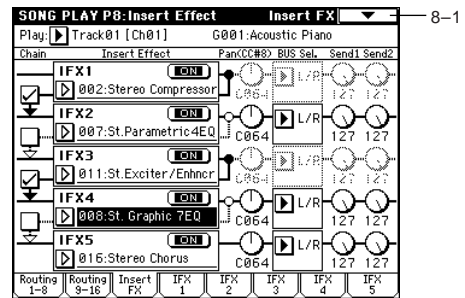 SONG PLAY P8:Insert Effect Insert FX
8–1
Play: Track01 [Ch01] G001:Acoustic Piano
Chain Insert Effect Pan(CC#8) BUS Sel. Send1 Send2
IFX1 ON
002:Stereo Compressor C064 L/R 127 127
IFX2 ON
007:St.Parametric4EQ C064 L/R 127 127
IFX3 ON
011:St.Exciter/Enhncr C064 L/R 127 127
IFX4 ON
008:St. Graphic 7EQ C064 L/R 127 127
IFX5 ON
016:Stereo Chorus C064 L/R 127 127
Routing 1-8 Routing 9-16 Insert FX IFX 1 IFX 2 IFX 3 IFX 4 IFX 5